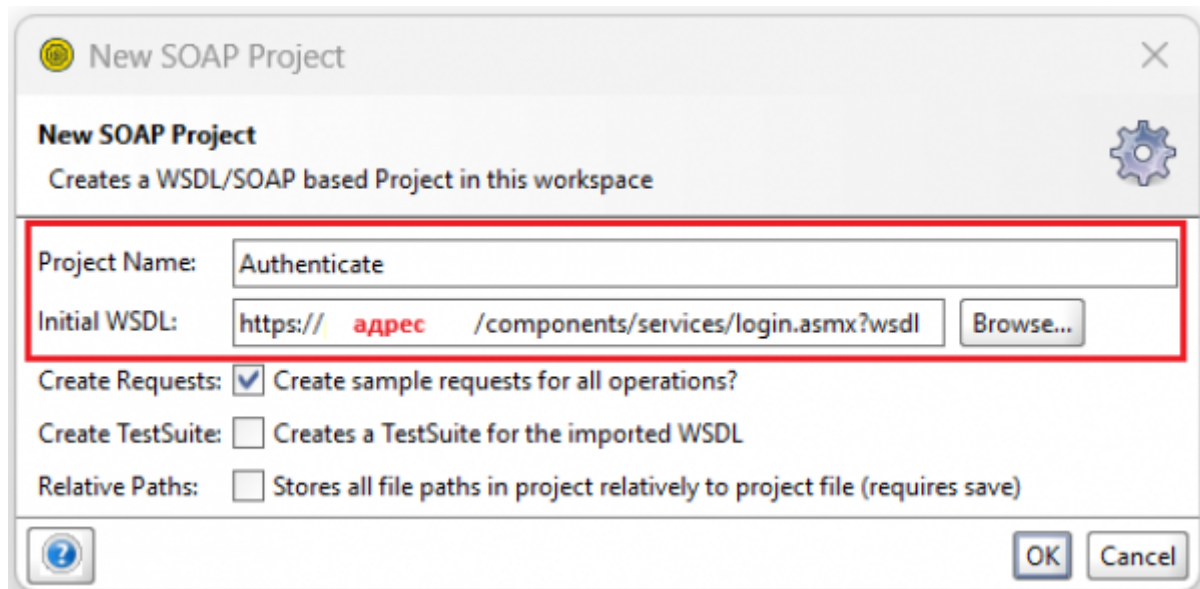 New SOAP Project
New SOAP Project
Creates a WSDL/SOAP based Project in this workspace
Project Name: Authenticate
Initial WSDL: https:// адрес /components/services/login.asmx?wsdl Browse...
Create Requests: Create sample requests for all operations?
Create TestSuite: Creates a TestSuite for the imported WSDL
Relative Paths: Stores all file paths in project relatively to project file (requires save)
? OK Cancel